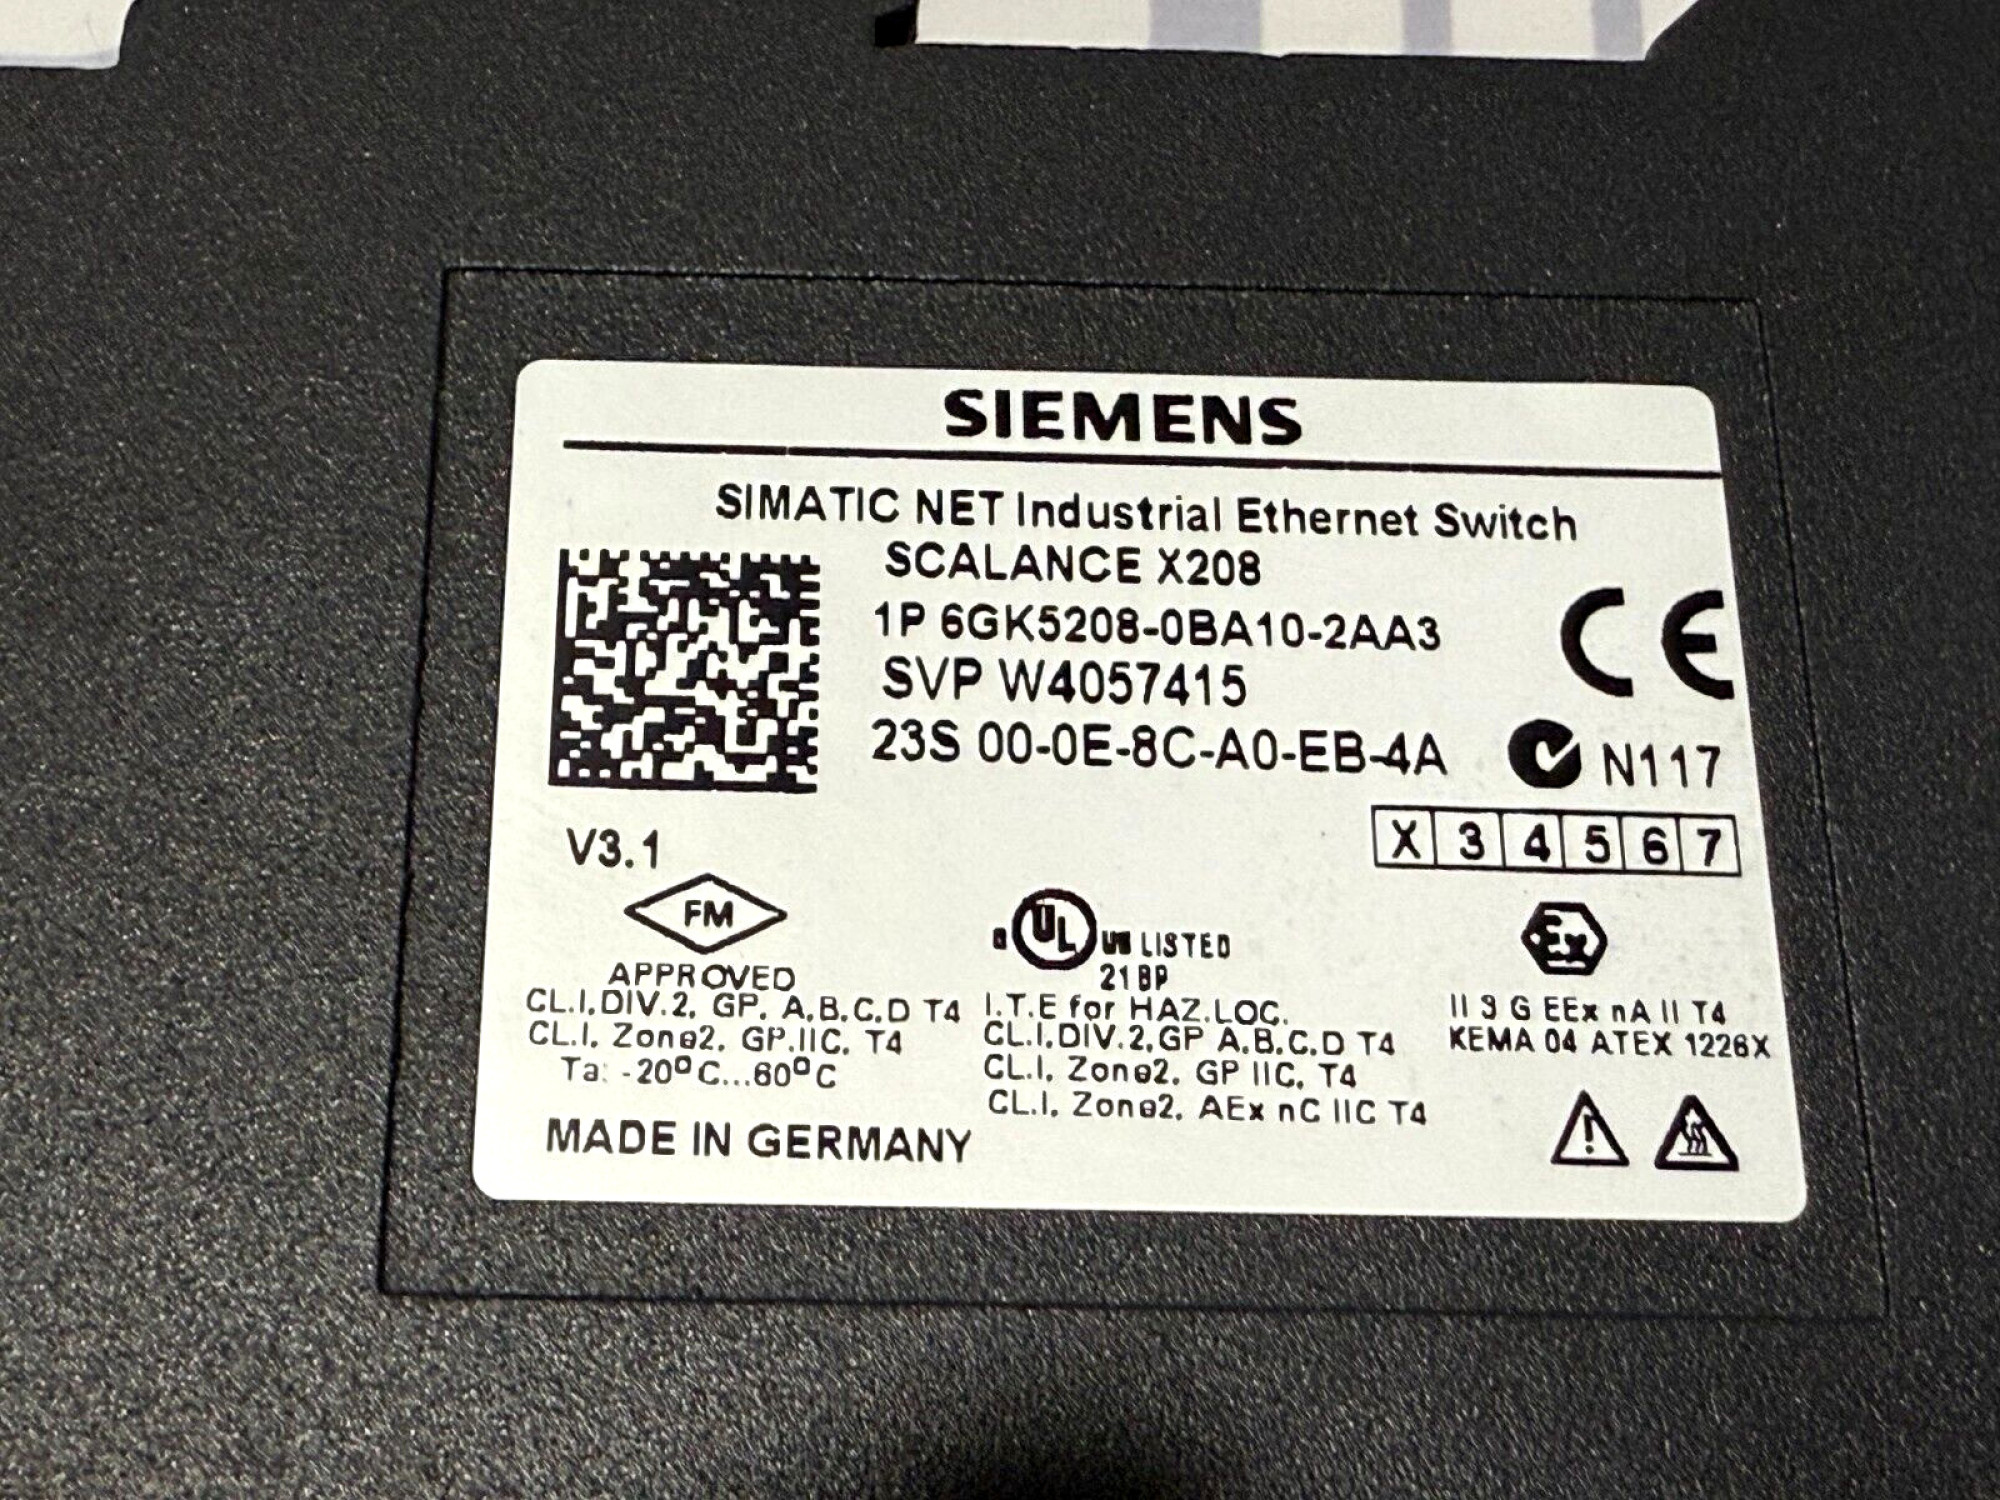 SIEMENS
SIMATIC NET Industrial Ethernet Switch
SCALANCE X208
1P 6GK5208-0BA10-2AA3
SVP W4057415
23S 00-0E-8C-A0-EB-4A
N117
X 3 4 5 6 7
V3.1
FM
APPROVED
CL.I,DIV.2, GP. A,B,C,D T4
CL.I, Zone2, GP.IIC, T4
Ta: -20°C...60°C
MADE IN GERMANY
UL US LISTED
21BP
I.T.E for HAZ.LOC.
CL.I,DIV.2,GP A,B,C,D T4
CL.I, Zone2, GP IIC, T4
CL.I, Zone2, AEx nC IIC T4
Ex
II 3 G EEx nA II T4
KEMA 04 ATEX 1226X